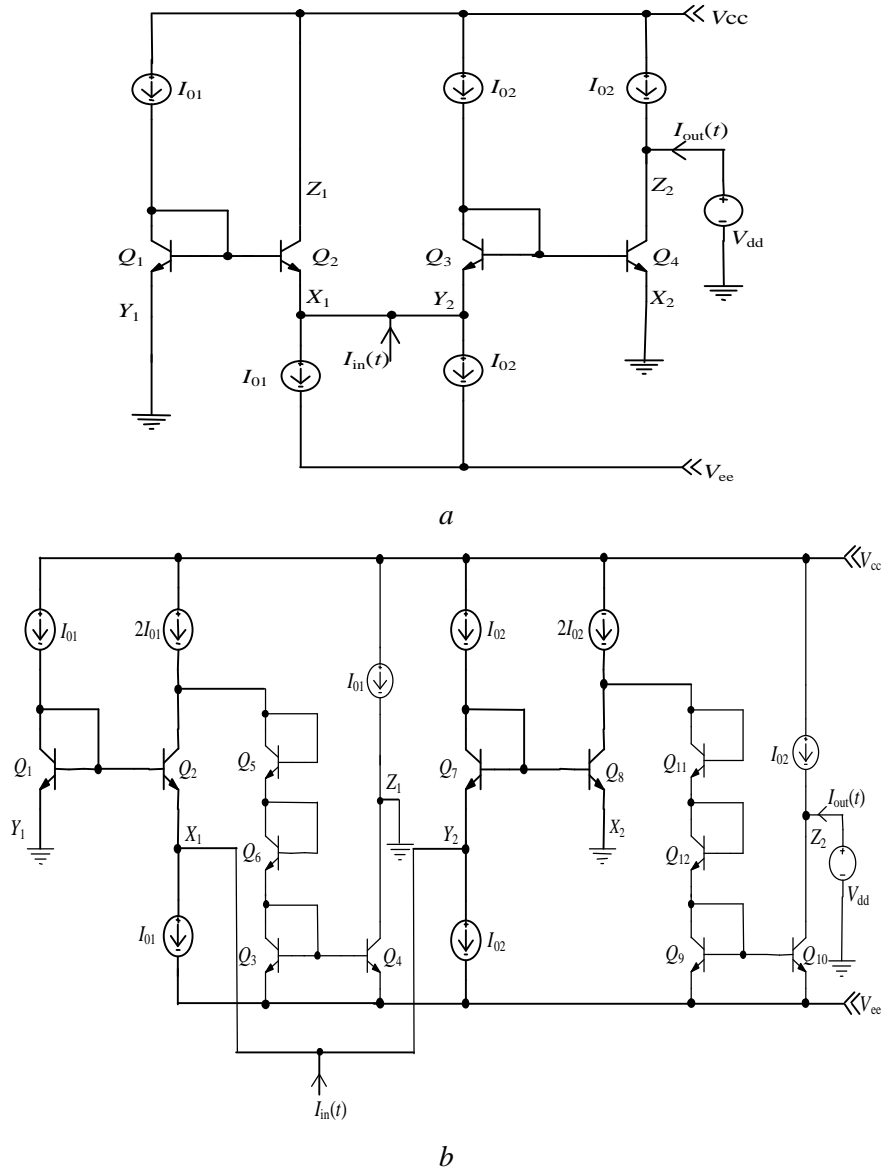 Vcc
I01
I02
I02
Iout(t)
Z1
Z2
Vdd
Q1
Q2
Q3
Q4
Y1
X1
Y2
X2
I01
Iin(t)
I02
Vee
a
Vcc
I01
2I01
I02
2I02
I01
Q1
Q2
Q5
Z1
Q7
Q8
Q11
I02
Iout(t)
Y1
X1
Q6
Y2
X2
Q12
Z2
Vdd
I01
Q3
Q4
I02
Q9
Q10
Vee
Iin(t)
b